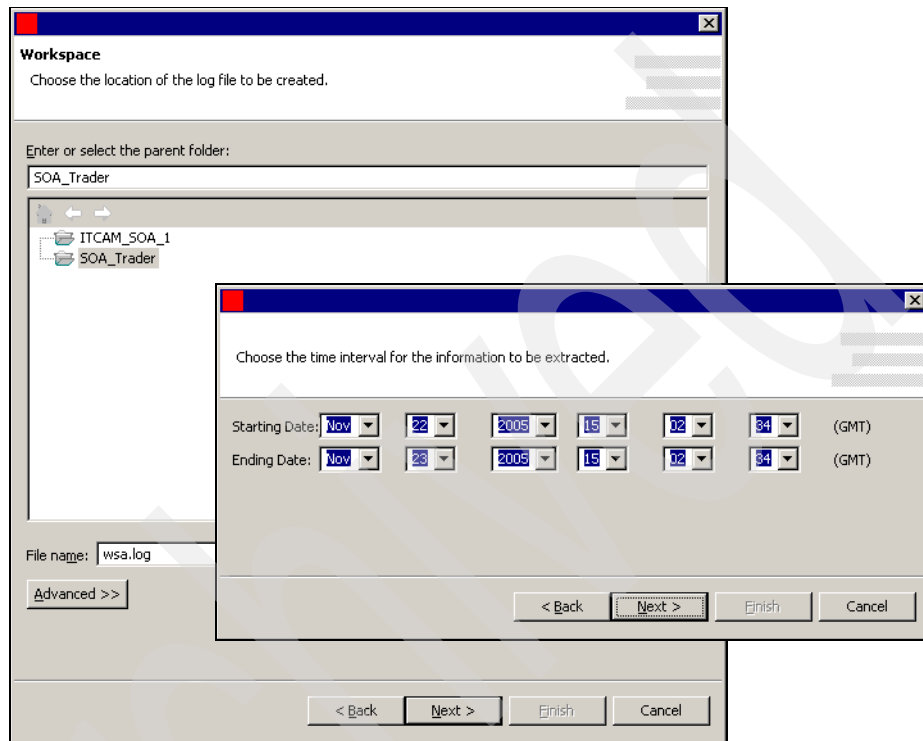 Workspace
Choose the location of the log file to be created.
Enter or select the parent folder:
SOA_Trader
ITCAM_SOA_1
SOA_Trader
File name: wsa.log
Advanced >>
< Back Next > Finish Cancel
Choose the time interval for the information to be extracted.
Starting Date: Nov 22 2005 15 02 34 (GMT)
Ending Date: Nov 23 2005 15 02 34 (GMT)
< Back Next > Finish Cancel